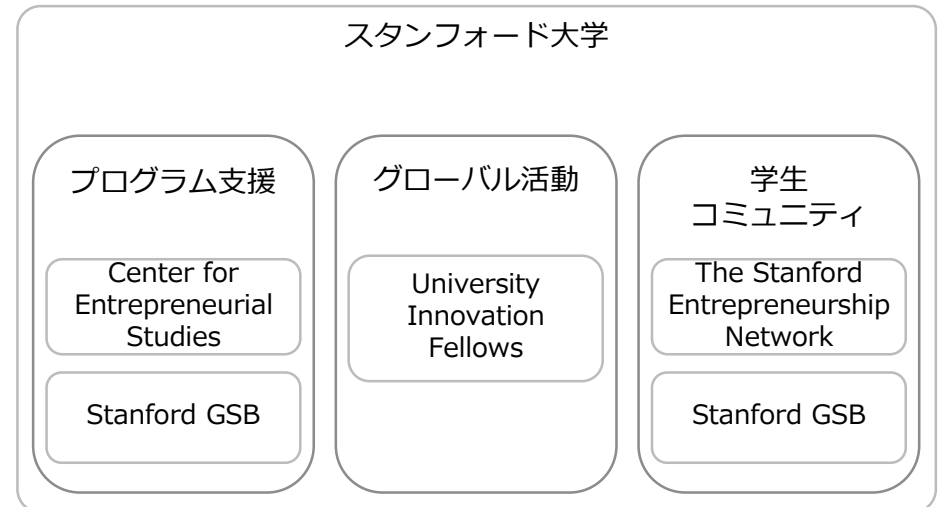 スタンフォード大学
プログラム支援
Center for
Entrepreneurial
Studies
Stanford GSB
グローバル活動
University
Innovation
Fellows
学生
コミュニティ
The Stanford
Entrepreneurship
Network
Stanford GSB